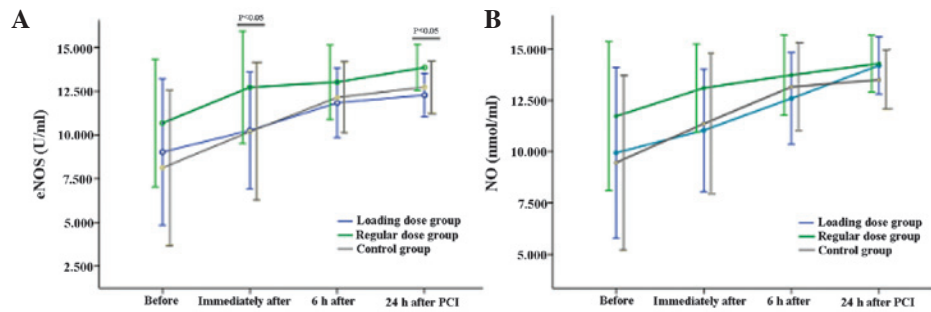 A
P<0.05
P<0.05
eNOS (U/ml)
15.000
12.500
10.000
7.500
5.000
2.500
Loading dose group
Regular dose group
Control group
Before
Immediately after
6 h after
24 h after PCI
B
NO (nmol/ml)
15.000
12.500
10.000
7.500
5.000
Loading dose group
Regular dose group
Control group
Before
Immediately after
6 h after
24 h after PCI